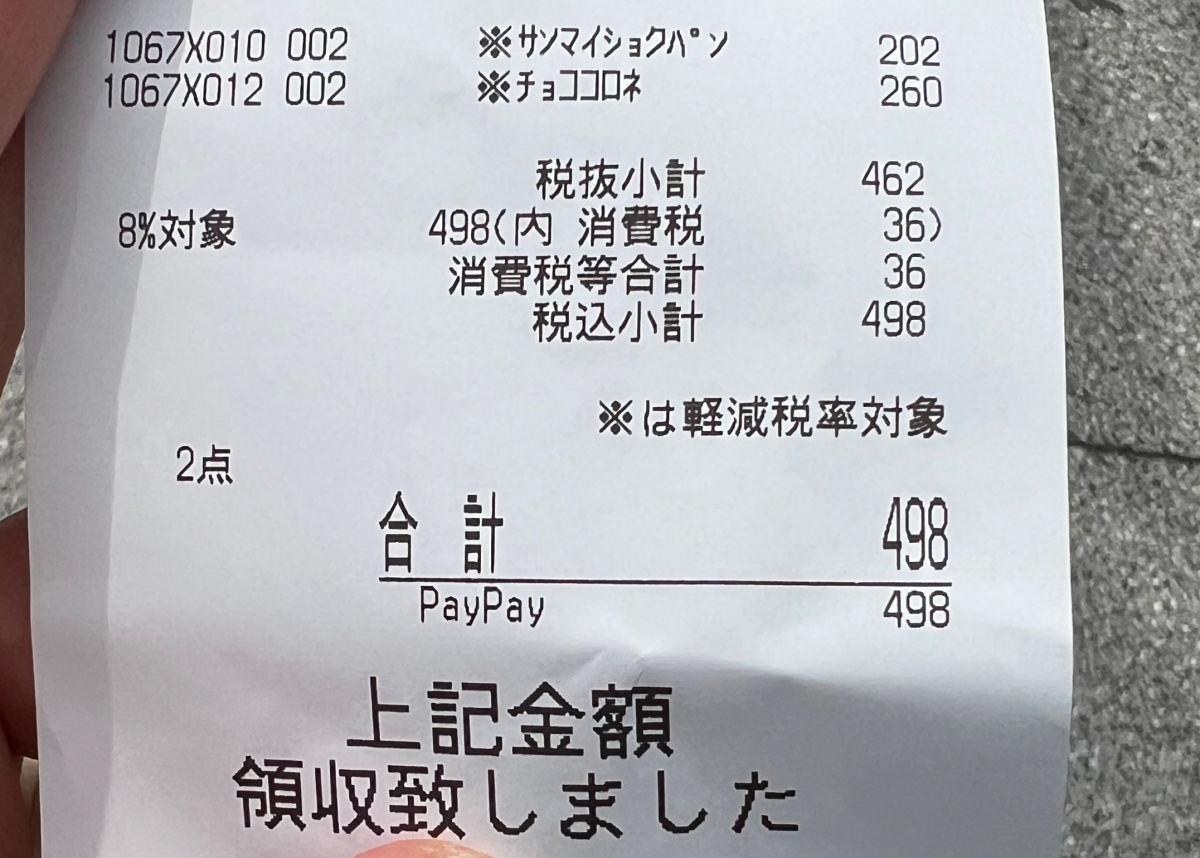 1067X010 002 ※サンマイショクパン 202
1067X012 002 ※チョココロネ 260
税抜小計 462
8%対象 498(内 消費税 36)
消費税等合計 36
税込小計 498
※は軽減税率対象
2点
合計 498
PayPay 498
上記金額
領収致しました